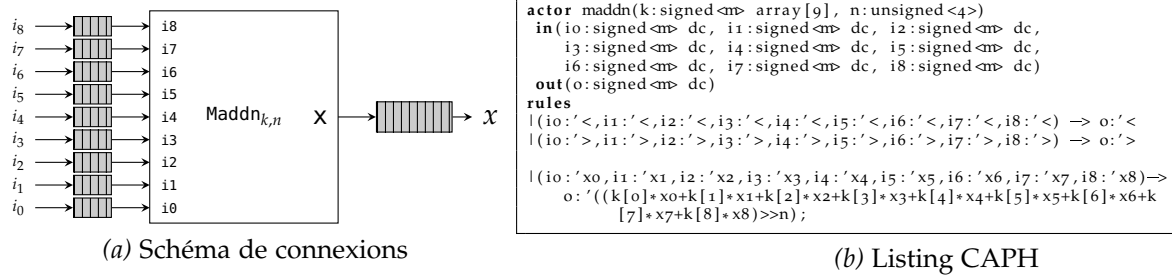 i8
i7
i6
i5
i4
i3
i2
i1
i0
i8
i7
i6
i5
i4
i3
i2
i1
i0
Maddn k,n
X
x
(a) Schéma de connexions
actor maddn(k:signed<m> array[9], n:unsigned<4>)
in(i0:signed<m> dc, i1:signed<m> dc, i2:signed<m> dc,
i3:signed<m> dc, i4:signed<m> dc, i5:signed<m> dc,
i6:signed<m> dc, i7:signed<m> dc, i8:signed<m> dc)
out(o:signed<m> dc)
rules
|(i0:'<,i1:'<,i2:'<,i3:'<,i4:'<,i5:'<,i6:'<,i7:'<,i8:'<) -> o:'<
|(i0:'>,i1:'>,i2:'>,i3:'>,i4:'>,i5:'>,i6:'>,i7:'>,i8:'>) -> o:'>
|(i0:'x0,i1:'x1,i2:'x2,i3:'x3,i4:'x4,i5:'x5,i6:'x6,i7:'x7,i8:'x8)->
o:'((k[0]*x0+k[1]*x1+k[2]*x2+k[3]*x3+k[4]*x4+k[5]*x5+k[6]*x6+k
[7]*x7+k[8]*x8)>>n);
(b) Listing CAPH